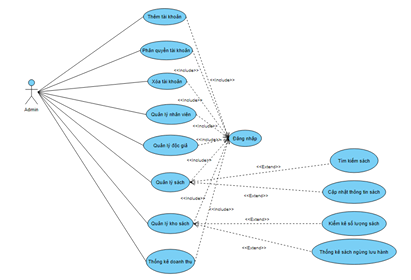 Thêm tài khoản
Phân quyền tài khoản
<<Include>>
<<Include>>
Xóa tài khoản
Admin
<<Include>>
Quản lý nhân viên
<<Include>>
Đăng nhập
Quản lý độc giả
<<Include>>
Tìm kiếm sách
<<Extend>>
Quản lý sách
Cập nhật thông tin sách
<<Extend>>
<<Include>>
<<Include>>
Quản lý kho sách
<<Extend>>
Kiểm kê số lượng sách
<<Extend>>
Thống kê sách ngừng lưu hành
Thống kê doanh thu